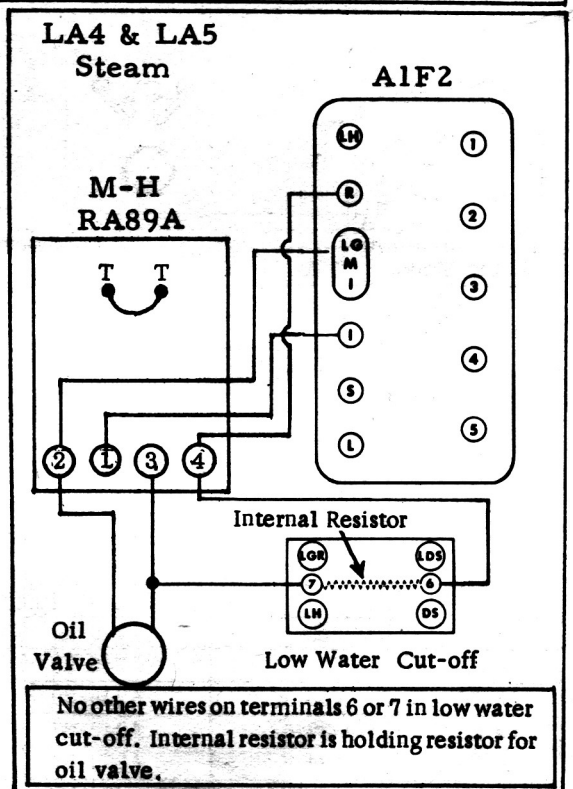 LA4 & LA5
Steam
A1F2
M-H
RA89A
T T
LH
R
LG
M
I
I
S
L
1
2
3
4
5
2 L 3 4
Internal Resistor
LGR LDS
7 6
LH DS
Oil
Valve
Low Water Cut-off
No other wires on terminals 6 or 7 in low water
cut-off. Internal resistor is holding resistor for
oil valve.